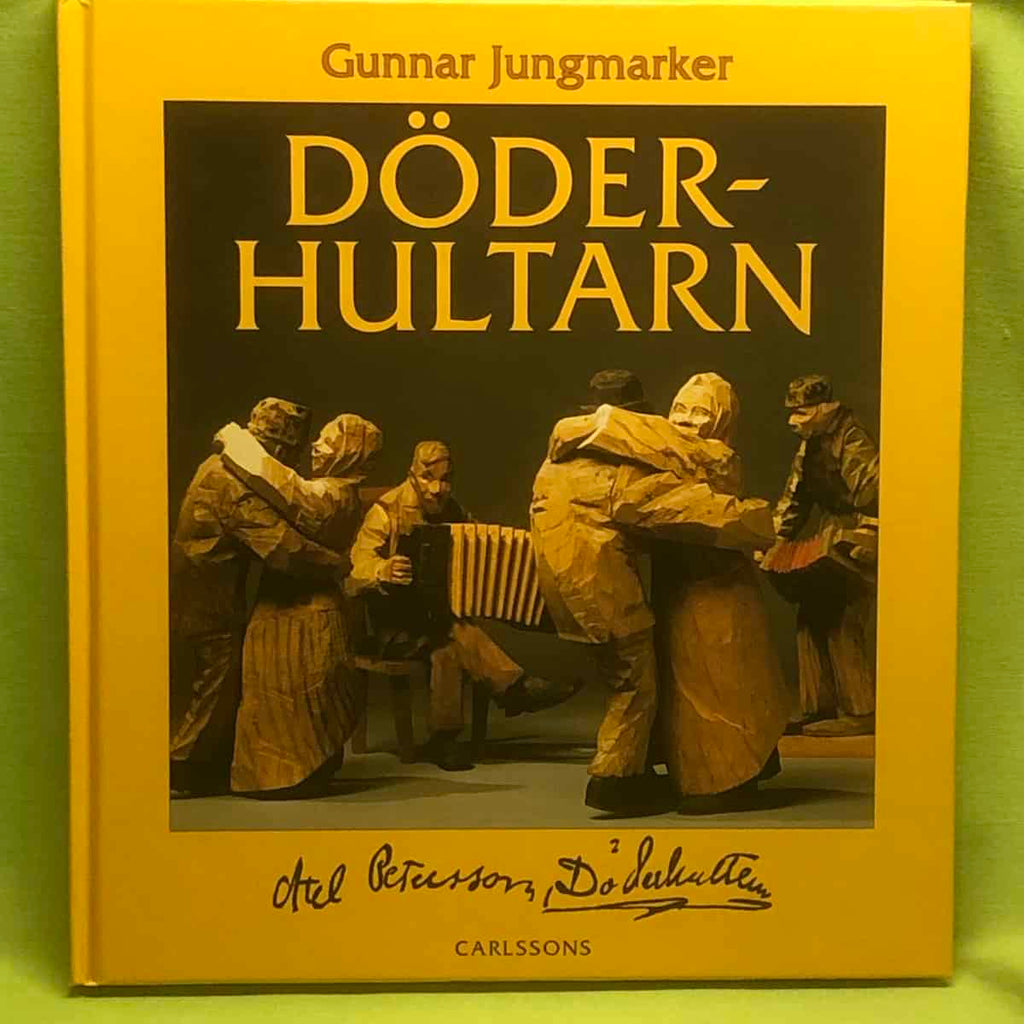 Gunnar Jungmarker
DÖDER-
HULTARN
Axel Petersson, Döderhultarn
CARLSSONS